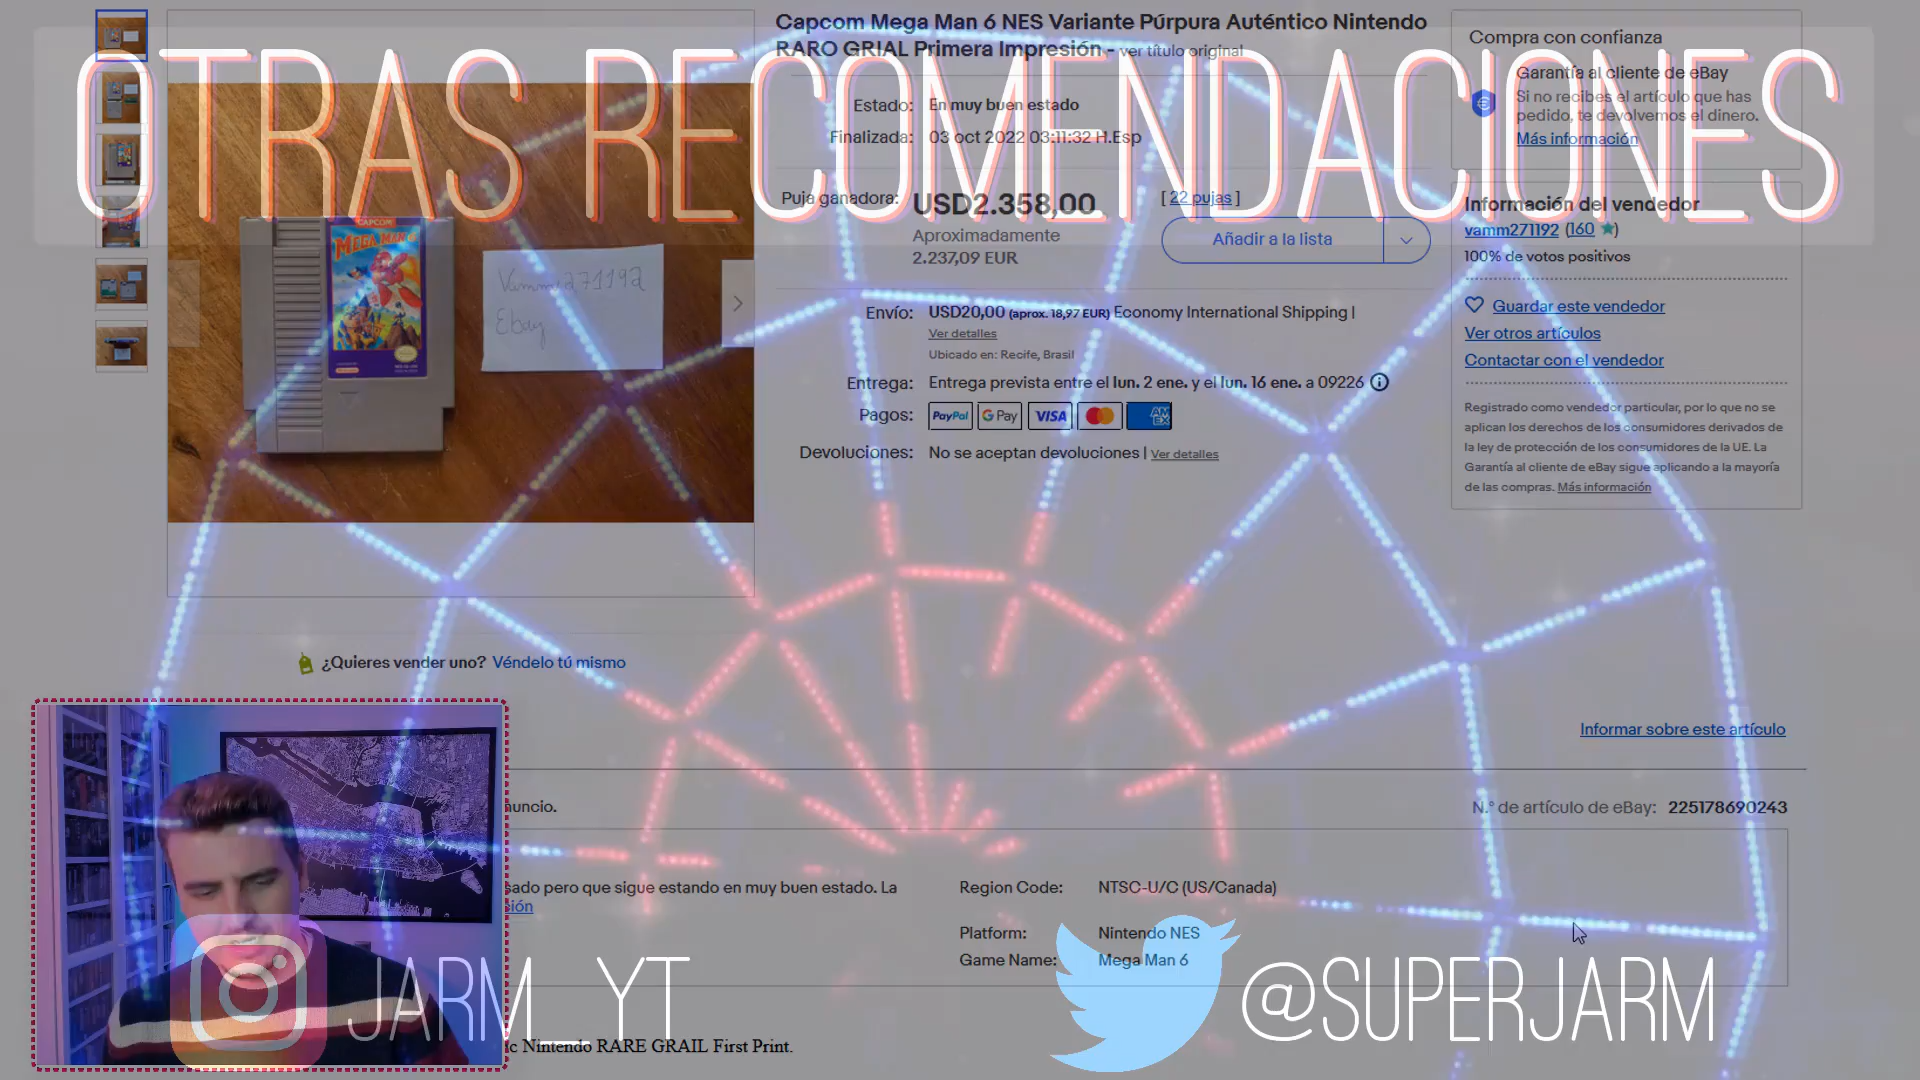 OTRAS RECOMENDACIONES
Capcom Mega Man 6 NES Variante Púrpura Auténtico Nintendo
RARO GRIAL Primera Impresión - ver título original
Estado: En muy buen estado
Finalizada: 03 oct 2022 03:11:32 H.Esp
Puja ganadora: USD2.358,00 [ 22 pujas ]
Aproximadamente
2.237,09 EUR
Añadir a la lista
Envío: USD20,00 (aprox. 18,97 EUR) Economy International Shipping |
Ver detalles
Ubicado en: Recife, Brasil
Entrega: Entrega prevista entre el lun. 2 ene. y el lun. 16 ene. a 09226
Pagos: PayPal G Pay VISA AMEX
Devoluciones: No se aceptan devoluciones | Ver detalles
Compra con confianza
Garantía al cliente de eBay
Si no recibes el artículo que has
pedido, te devolvemos el dinero.
Más información
Información del vendedor
vamm271192 (160 ★)
100% de votos positivos
Guardar este vendedor
Ver otros artículos
Contactar con el vendedor
Registrado como vendedor particular, por lo que no se
aplican los derechos de los consumidores derivados de
la ley de protección de los consumidores de la UE. La
Garantía al cliente de eBay sigue aplicando a la mayoría
de las compras. Más información
CAPCOM
MEGA MAN 6
Vamm271192
Ebay
¿Quieres vender uno? Véndelo tú mismo
Informar sobre este artículo
nuncio.
N.° de artículo de eBay: 225178690243
sado pero que sigue estando en muy buen estado. La
ción
Region Code: NTSC-U/C (US/Canada)
Platform: Nintendo NES
Game Name: Mega Man 6
JARM_YT
@SUPERJARM
c Nintendo RARE GRAIL First Print.